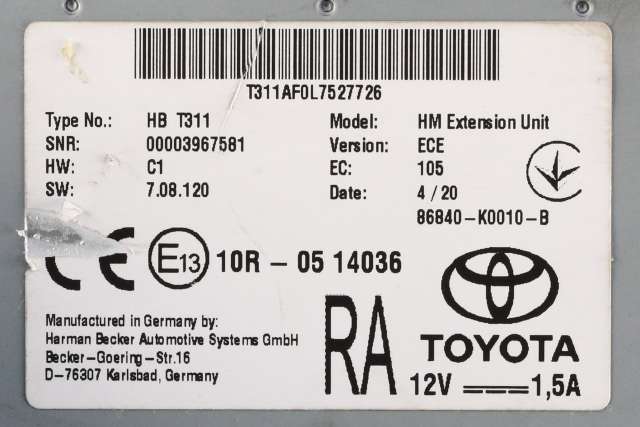 T311AF0L7527726
Type No.: HB T311 Model: HM Extension Unit
SNR: 00003967581 Version: ECE
HW: C1 EC: 105
SW: 7.08.120 Date: 4/20
86840-K0010-B
CE E13 10R - 05 14036
Manufactured in Germany by:
Harman Becker Automotive Systems GmbH
Becker-Goering-Str.16
D-76307 Karlsbad, Germany
RA
TOYOTA
12V 1,5A